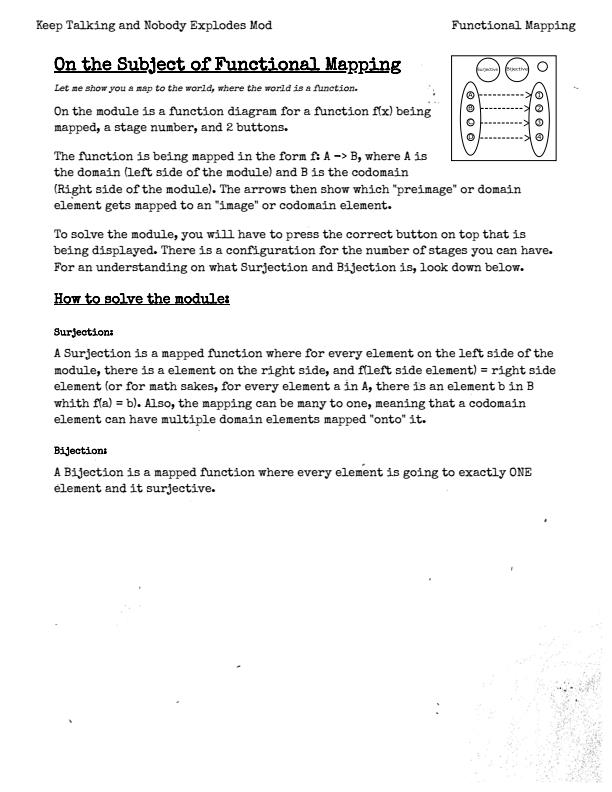 Keep Talking and Nobody Explodes Mod
Functional Mapping
On the Subject of Functional Mapping
Let me show you a map to the world, where the world is a function.
On the module is a function diagram for a function f(x) being
mapped, a stage number, and 2 buttons.
The function is being mapped in the form f: A -> B, where A is
the domain (left side of the module) and B is the codomain
(Right side of the module). The arrows then show which "preimage" or domain
element gets mapped to an "image" or codomain element.
To solve the module, you will have to press the correct button on top that is
being displayed. There is a configuration for the number of stages you can have.
For an understanding on what Surjection and Bijection is, look down below.
Surjective
Bijective
A 1
B 2
C 3
D 4
How to solve the module:
Surjection:
A Surjection is a mapped function where for every element on the left side of the
module, there is a element on the right side, and f(left side element) = right side
element (or for math sakes, for every element a in A, there is an element b in B
whith f(a) = b). Also, the mapping can be many to one, meaning that a codomain
element can have multiple domain elements mapped "onto" it.
Bijection:
A Bijection is a mapped function where every element is going to exactly ONE
element and it surjective.